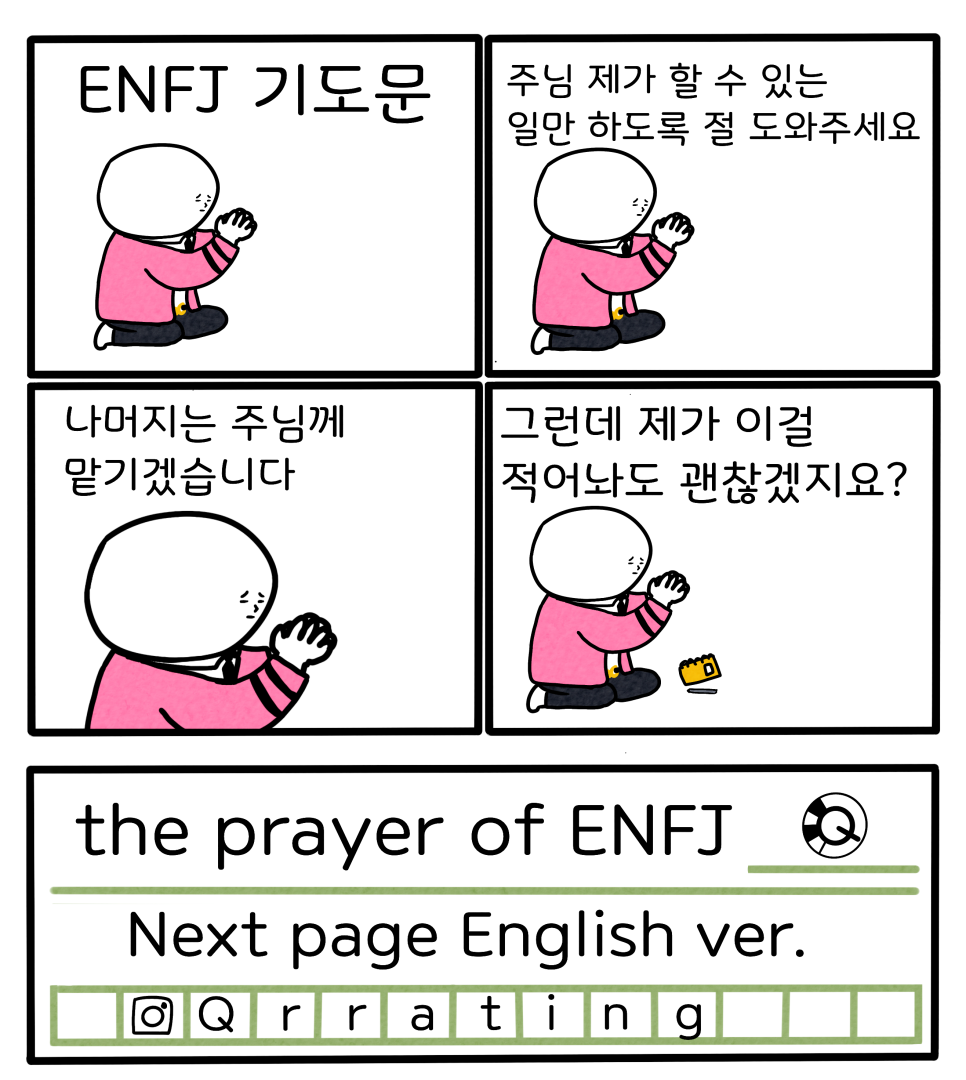 ENFJ 기도문
주님 제가 할 수 있는
일만 하도록 절 도와주세요
나머지는 주님께
맡기겠습니다
그런데 제가 이걸
적어놔도 괜찮겠지요?
the prayer of ENFJ
Next page English ver.
Qrrating